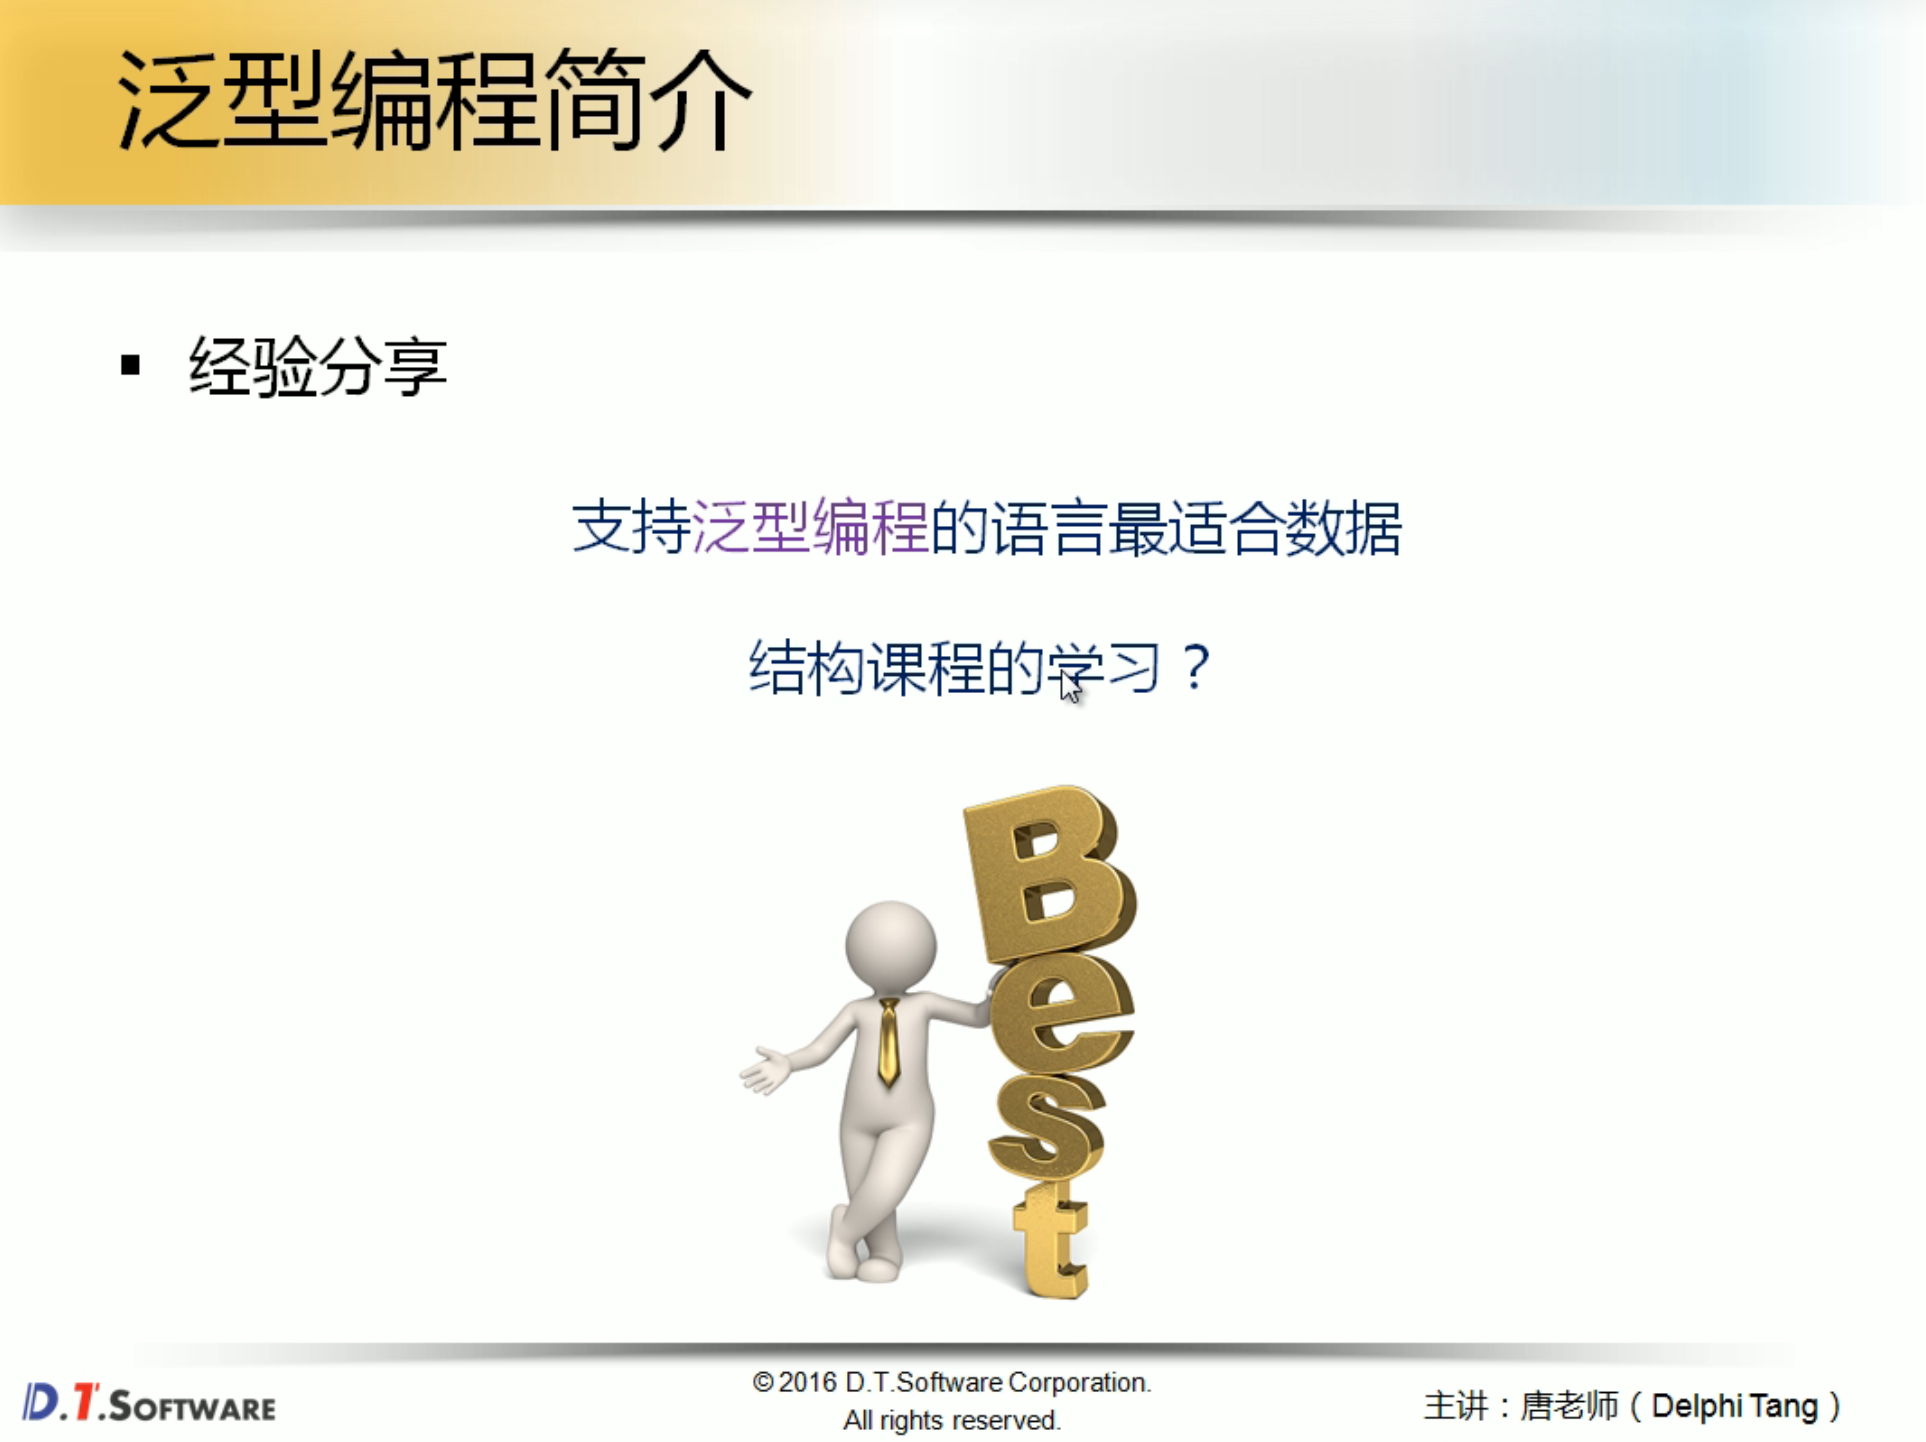 泛型编程简介
▪ 经验分享
支持泛型编程的语言最适合数据
结构课程的学习？
Best
D.T.SOFTWARE
©2016 D.T.Software Corporation.
All rights reserved.
主讲：唐老师（Delphi Tang）